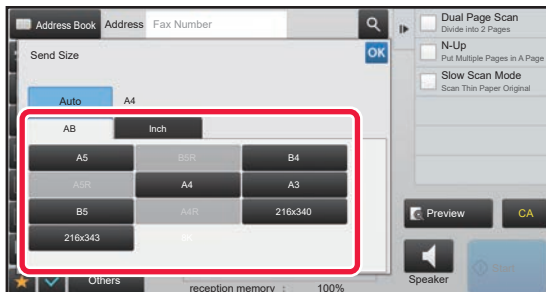 Address Book Address Fax Number
Dual Page Scan
Divide into 2 Pages
Send Size OK
N-Up
Put Multiple Pages in A Page
Slow Scan Mode
Scan Thin Paper Original
Auto A4
AB Inch
A5 B5R B4
A5R A4 A3
B5 A4R 216x340
216x343 8K
Preview CA
Others
reception memory : 100%
Speaker
Start